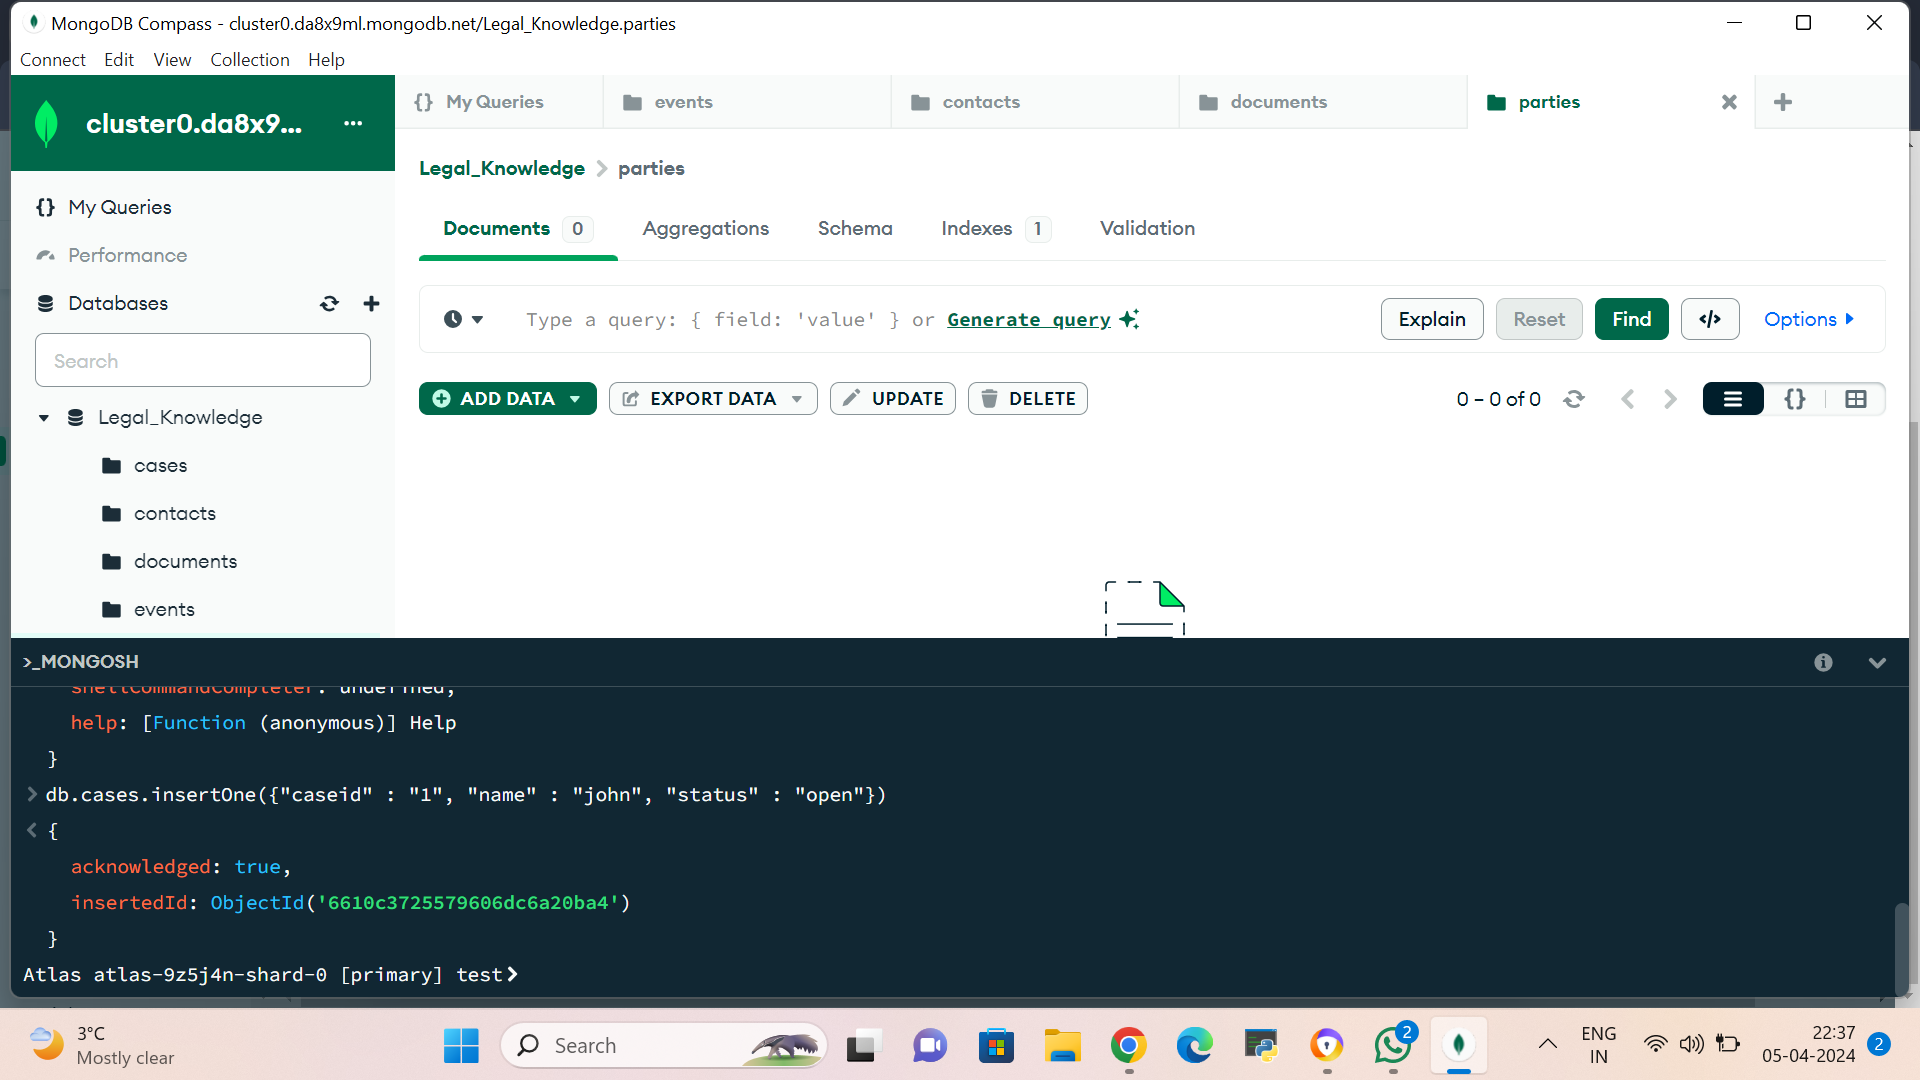 MongoDB Compass - cluster0.da8x9ml.mongodb.net/Legal_Knowledge.parties
Connect Edit View Collection Help
cluster0.da8x9... ...
{} My Queries events contacts documents parties
Legal_Knowledge > parties
{} My Queries
Performance
Databases
Search
Legal_Knowledge
cases
contacts
documents
events
Documents 0 Aggregations Schema Indexes 1 Validation
Type a query: { field: 'value' } or Generate query
Explain Reset Find </> Options
ADD DATA EXPORT DATA UPDATE DELETE 0 – 0 of 0 {}
>_MONGOSH
shellCommandCompleter: undefined,
help: [Function (anonymous)] Help
}
> db.cases.insertOne({"caseid" : "1", "name" : "john", "status" : "open"})
< {
acknowledged: true,
insertedId: ObjectId('6610c3725579606dc6a20ba4')
}
Atlas atlas-9z5j4n-shard-0 [primary] test>
3°C
Mostly clear
Search
2
ENG
IN
22:37
05-04-2024
2